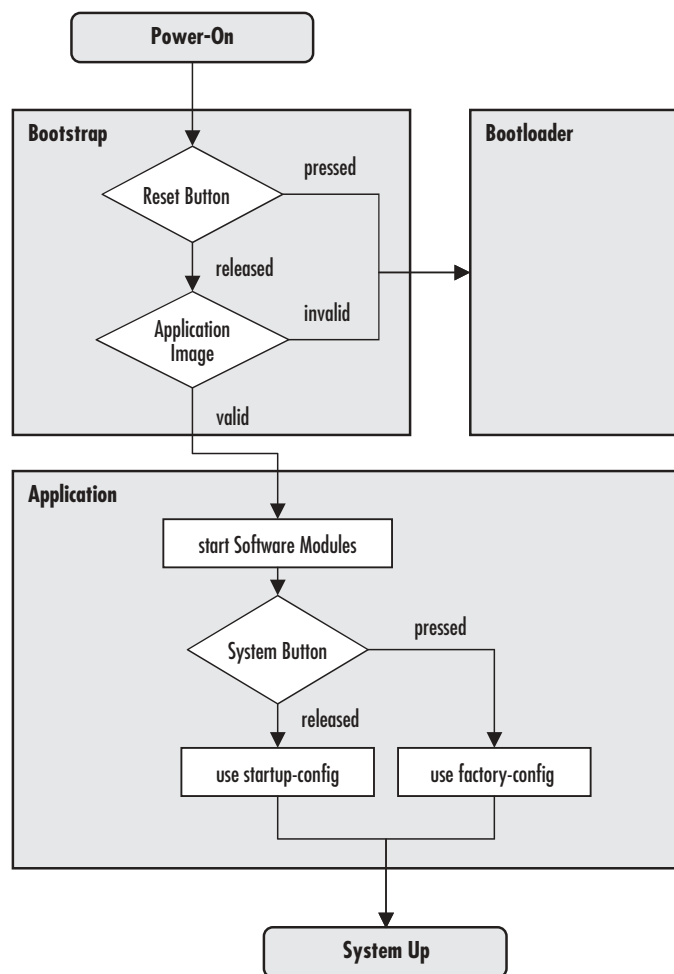 Power-On
Bootstrap
Bootloader
Reset Button
pressed
released
Application
Image
invalid
valid
Application
start Software Modules
System Button
pressed
released
use startup-config
use factory-config
System Up